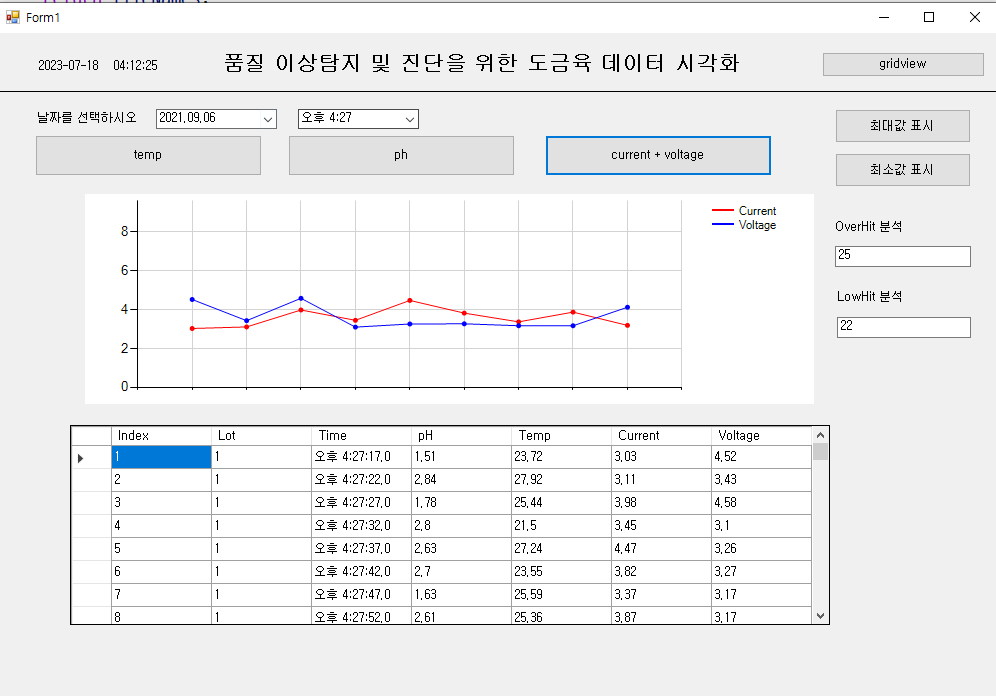 Form1
2023-07-18 04:12:25
품질 이상탐지 및 진단을 위한 도금욕 데이터 시각화
gridview
날짜를 선택하시오
2021.09.06
오후 4:27
temp
ph
current + voltage
최대값 표시
최소값 표시
OverHit 분석
25
LowHit 분석
22
Current
Voltage
8
6
4
2
0
Index Lot Time pH Temp Current Voltage
1 1 오후 4:27:17.0 1.51 23.72 3.03 4.52
2 1 오후 4:27:22.0 2.84 27.92 3.11 3.43
3 1 오후 4:27:27.0 1.78 25.44 3.98 4.58
4 1 오후 4:27:32.0 2.8 21.5 3.45 3.1
5 1 오후 4:27:37.0 2.63 27.24 4.47 3.26
6 1 오후 4:27:42.0 2.7 23.55 3.82 3.27
7 1 오후 4:27:47.0 1.63 25.59 3.37 3.17
8 1 오후 4:27:52.0 2.61 25.36 3.87 3.17